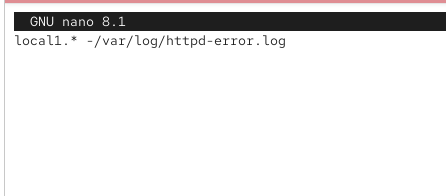 GNU nano 8.1
local1.* -/var/log/httpd-error.log